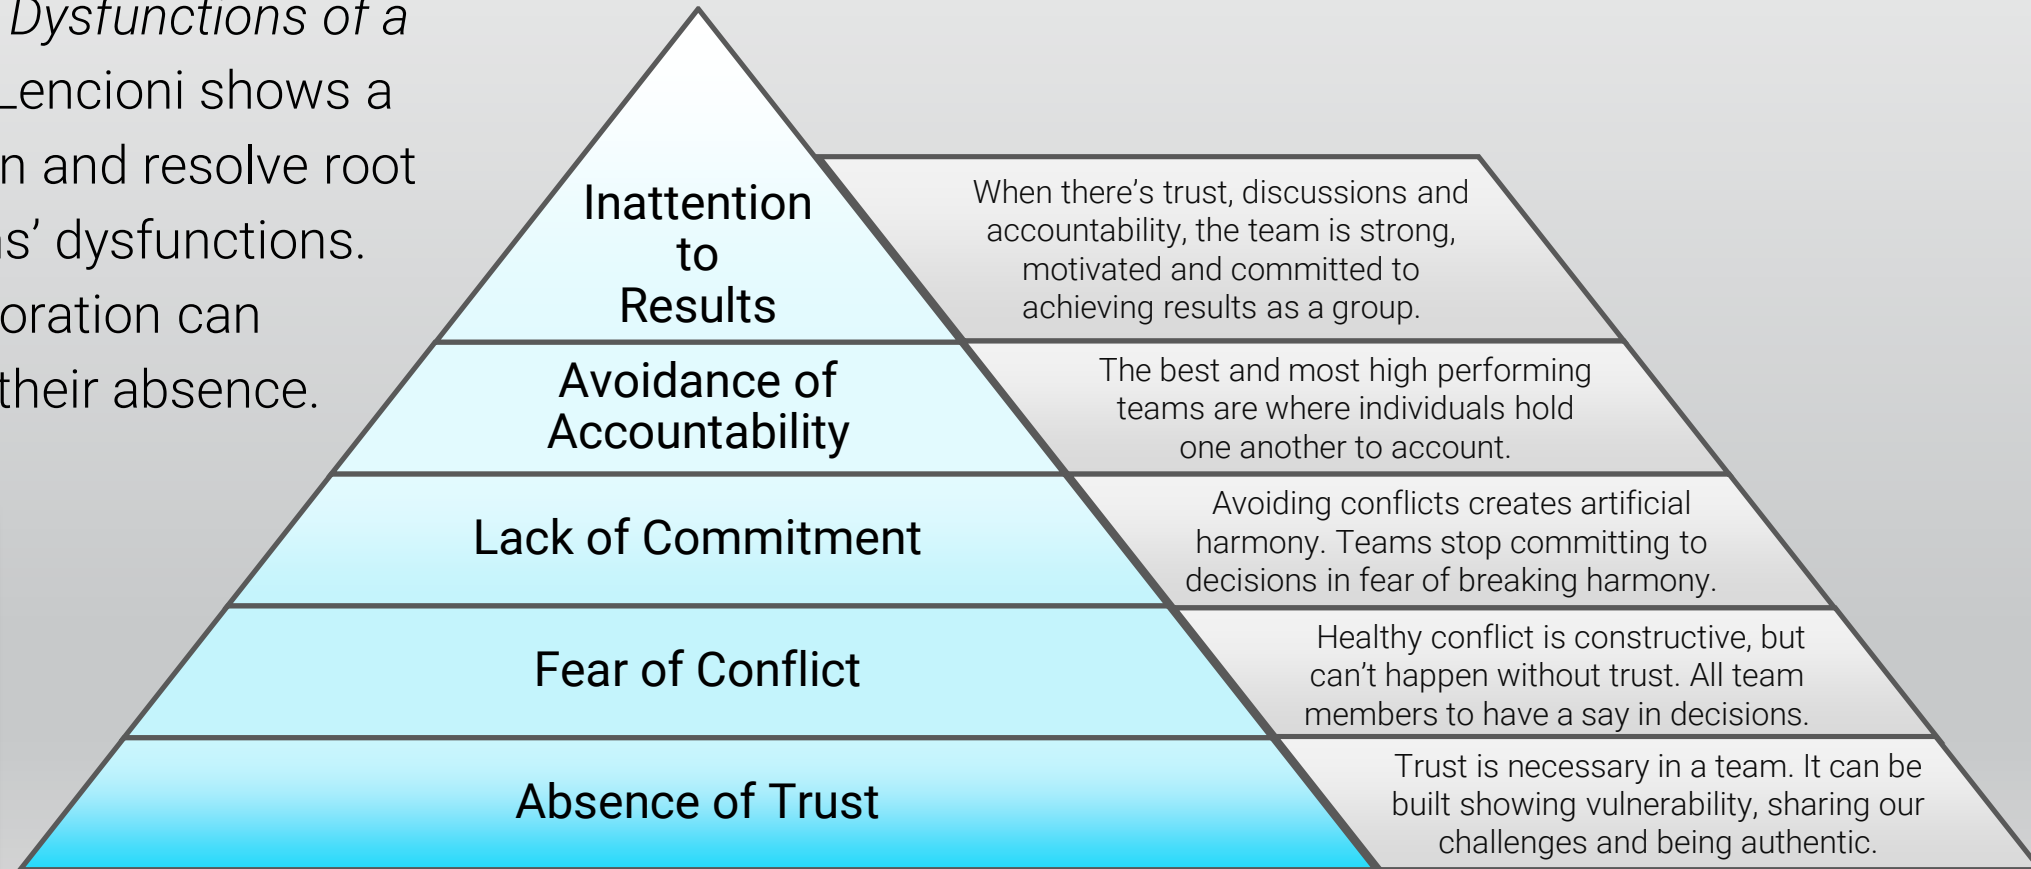 Dysfunctions of a
Lencioni shows a
and resolve root
dysfunctions.
can
their absence.
Inattention
to
Results
When there’s trust, discussions and
accountability, the team is strong,
motivated and committed to
achieving results as a group.
Avoidance of
Accountability
The best and most high performing
teams are where individuals hold
one another to account.
Lack of Commitment
Avoiding conflicts creates artificial
harmony. Teams stop committing to
decisions in fear of breaking harmony.
Fear of Conflict
Healthy conflict is constructive, but
can’t happen without trust. All team
members to have a say in decisions.
Absence of Trust
Trust is necessary in a team. It can be
built showing vulnerability, sharing our
challenges and being authentic.